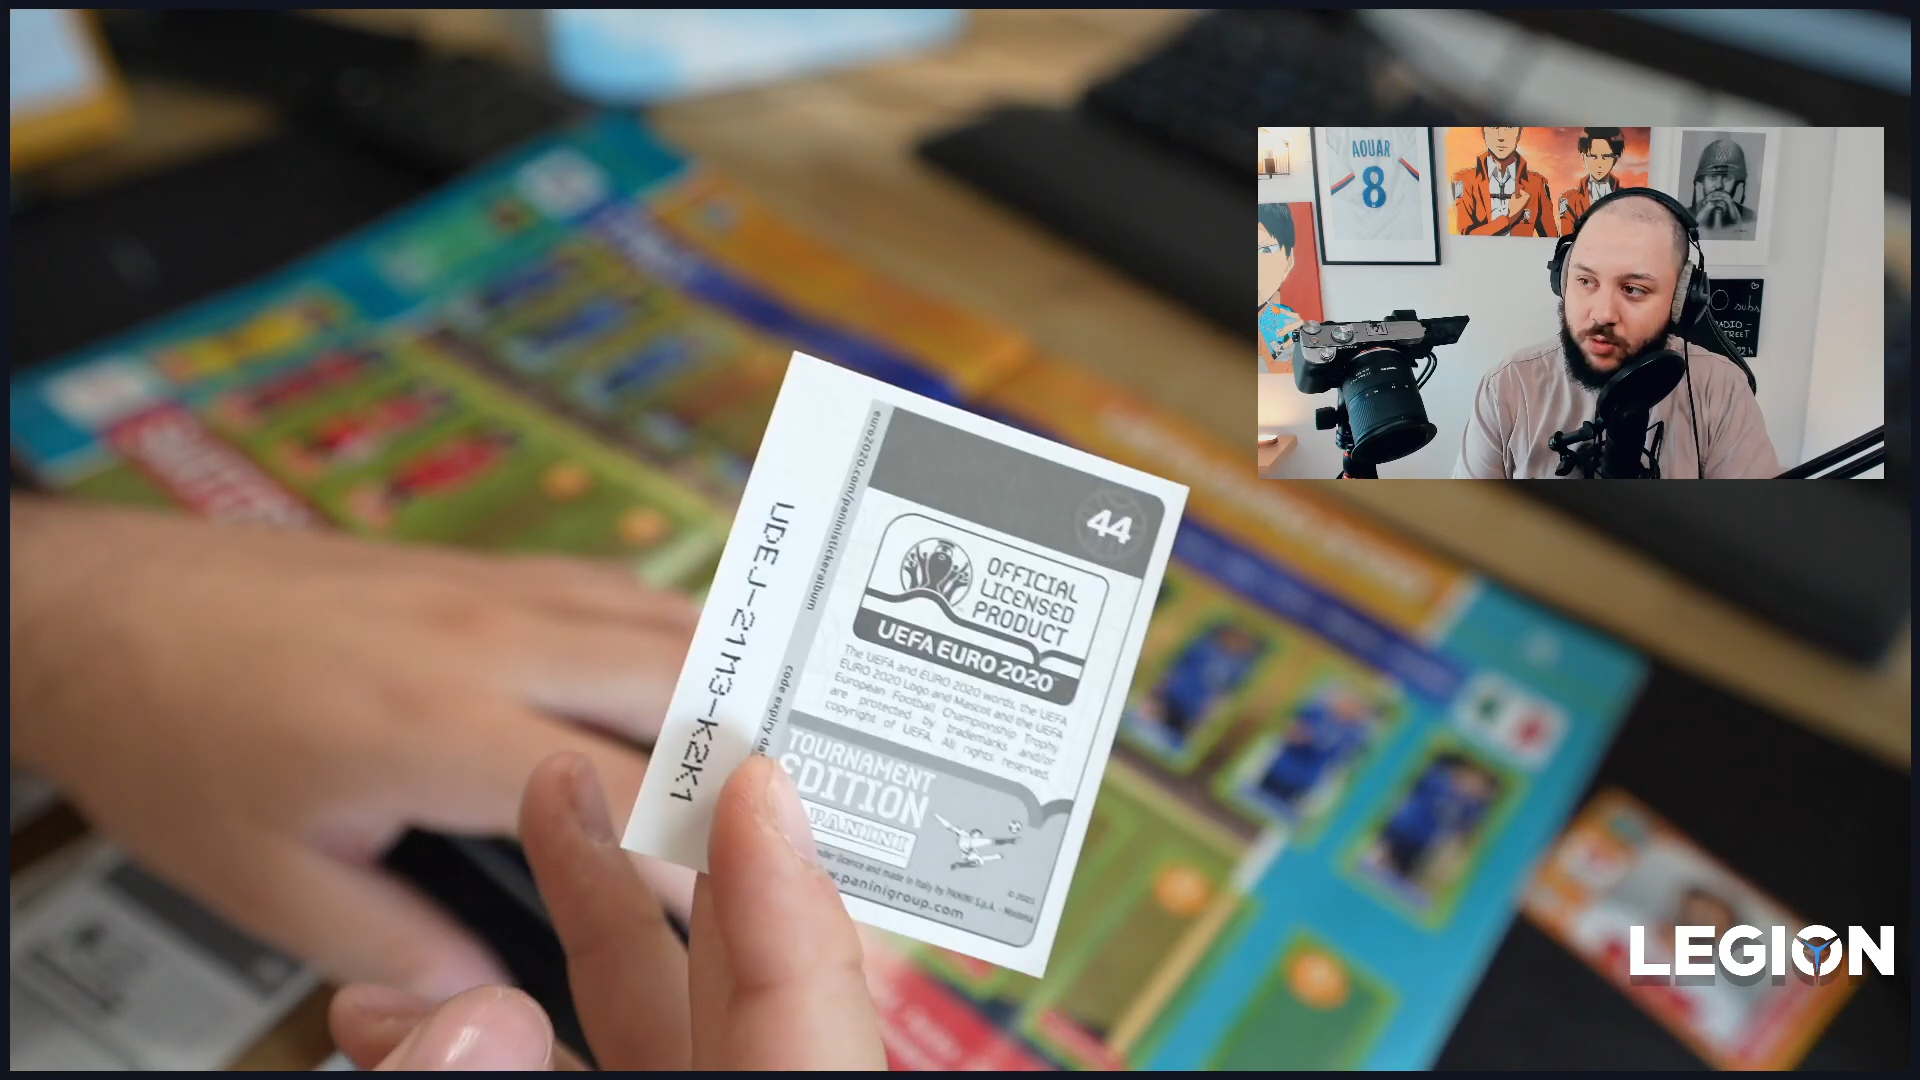 AOUAR
8
44
euro2020.com/paninistickeralbum
UDEJ-21M3-K2K1
OFFICIAL
LICENSED
PRODUCT
UEFA EURO 2020
The UEFA and EURO 2020 words, the UEFA
EURO 2020 Logo and Mascot and the UEFA
European Football Championship Trophy
are protected by trademarks and/or
copyright of UEFA. All rights reserved.
code expiry
TOURNAMENT
EDITION
PANINI
under licence and made in Italy by PANINI S.p.A. - Modena
.paninigroup.com
LEGION